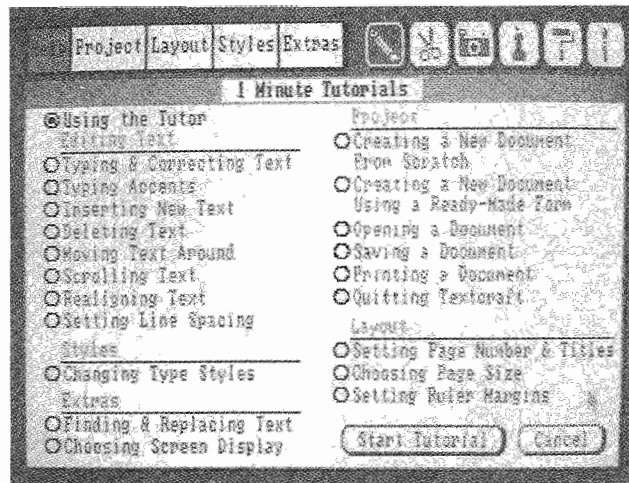 Project Layout Styles Extras
1 Minute Tutorials
Using the Tutor
Editing Text
Typing & Correcting Text
Typing Accents
Inserting New Text
Deleting Text
Moving Text Around
Scrolling Text
Realigning Text
Setting Line Spacing
Styles
Changing Type Styles
Extras
Finding & Replacing Text
Choosing Screen Display
Project
Creating a New Document
From Scratch
Creating a New Document
Using a Ready-Made Form
Opening a Document
Saving a Document
Printing a Document
Quitting Textcraft
Layout
Setting Page Number & Titles
Choosing Page Size
Setting Ruler Margins
Start Tutorial
Cancel